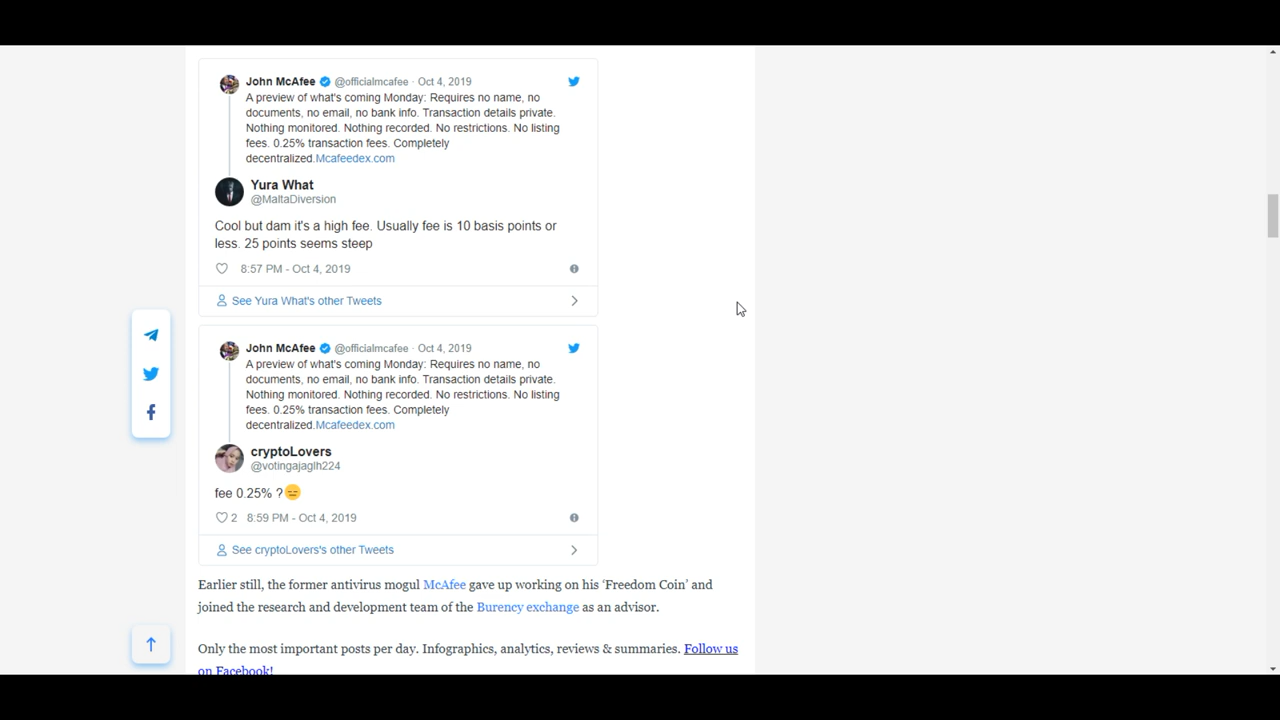 John McAfee @officialmcafee · Oct 4, 2019
A preview of what's coming Monday: Requires no name, no
documents, no email, no bank info. Transaction details private.
Nothing monitored. Nothing recorded. No restrictions. No listing
fees. 0.25% transaction fees. Completely
decentralized.Mcafeedex.com
Yura What
@MaltaDiversion
Cool but dam it's a high fee. Usually fee is 10 basis points or
less. 25 points seems steep
8:57 PM - Oct 4, 2019
See Yura What's other Tweets
John McAfee @officialmcafee · Oct 4, 2019
A preview of what's coming Monday: Requires no name, no
documents, no email, no bank info. Transaction details private.
Nothing monitored. Nothing recorded. No restrictions. No listing
fees. 0.25% transaction fees. Completely
decentralized.Mcafeedex.com
cryptoLovers
@votingajaglh224
fee 0.25% ?😑
2 8:59 PM - Oct 4, 2019
See cryptoLovers's other Tweets
Earlier still, the former antivirus mogul McAfee gave up working on his ‘Freedom Coin’ and
joined the research and development team of the Burency exchange as an advisor.
Only the most important posts per day. Infographics, analytics, reviews & summaries. Follow us
on Facebook!